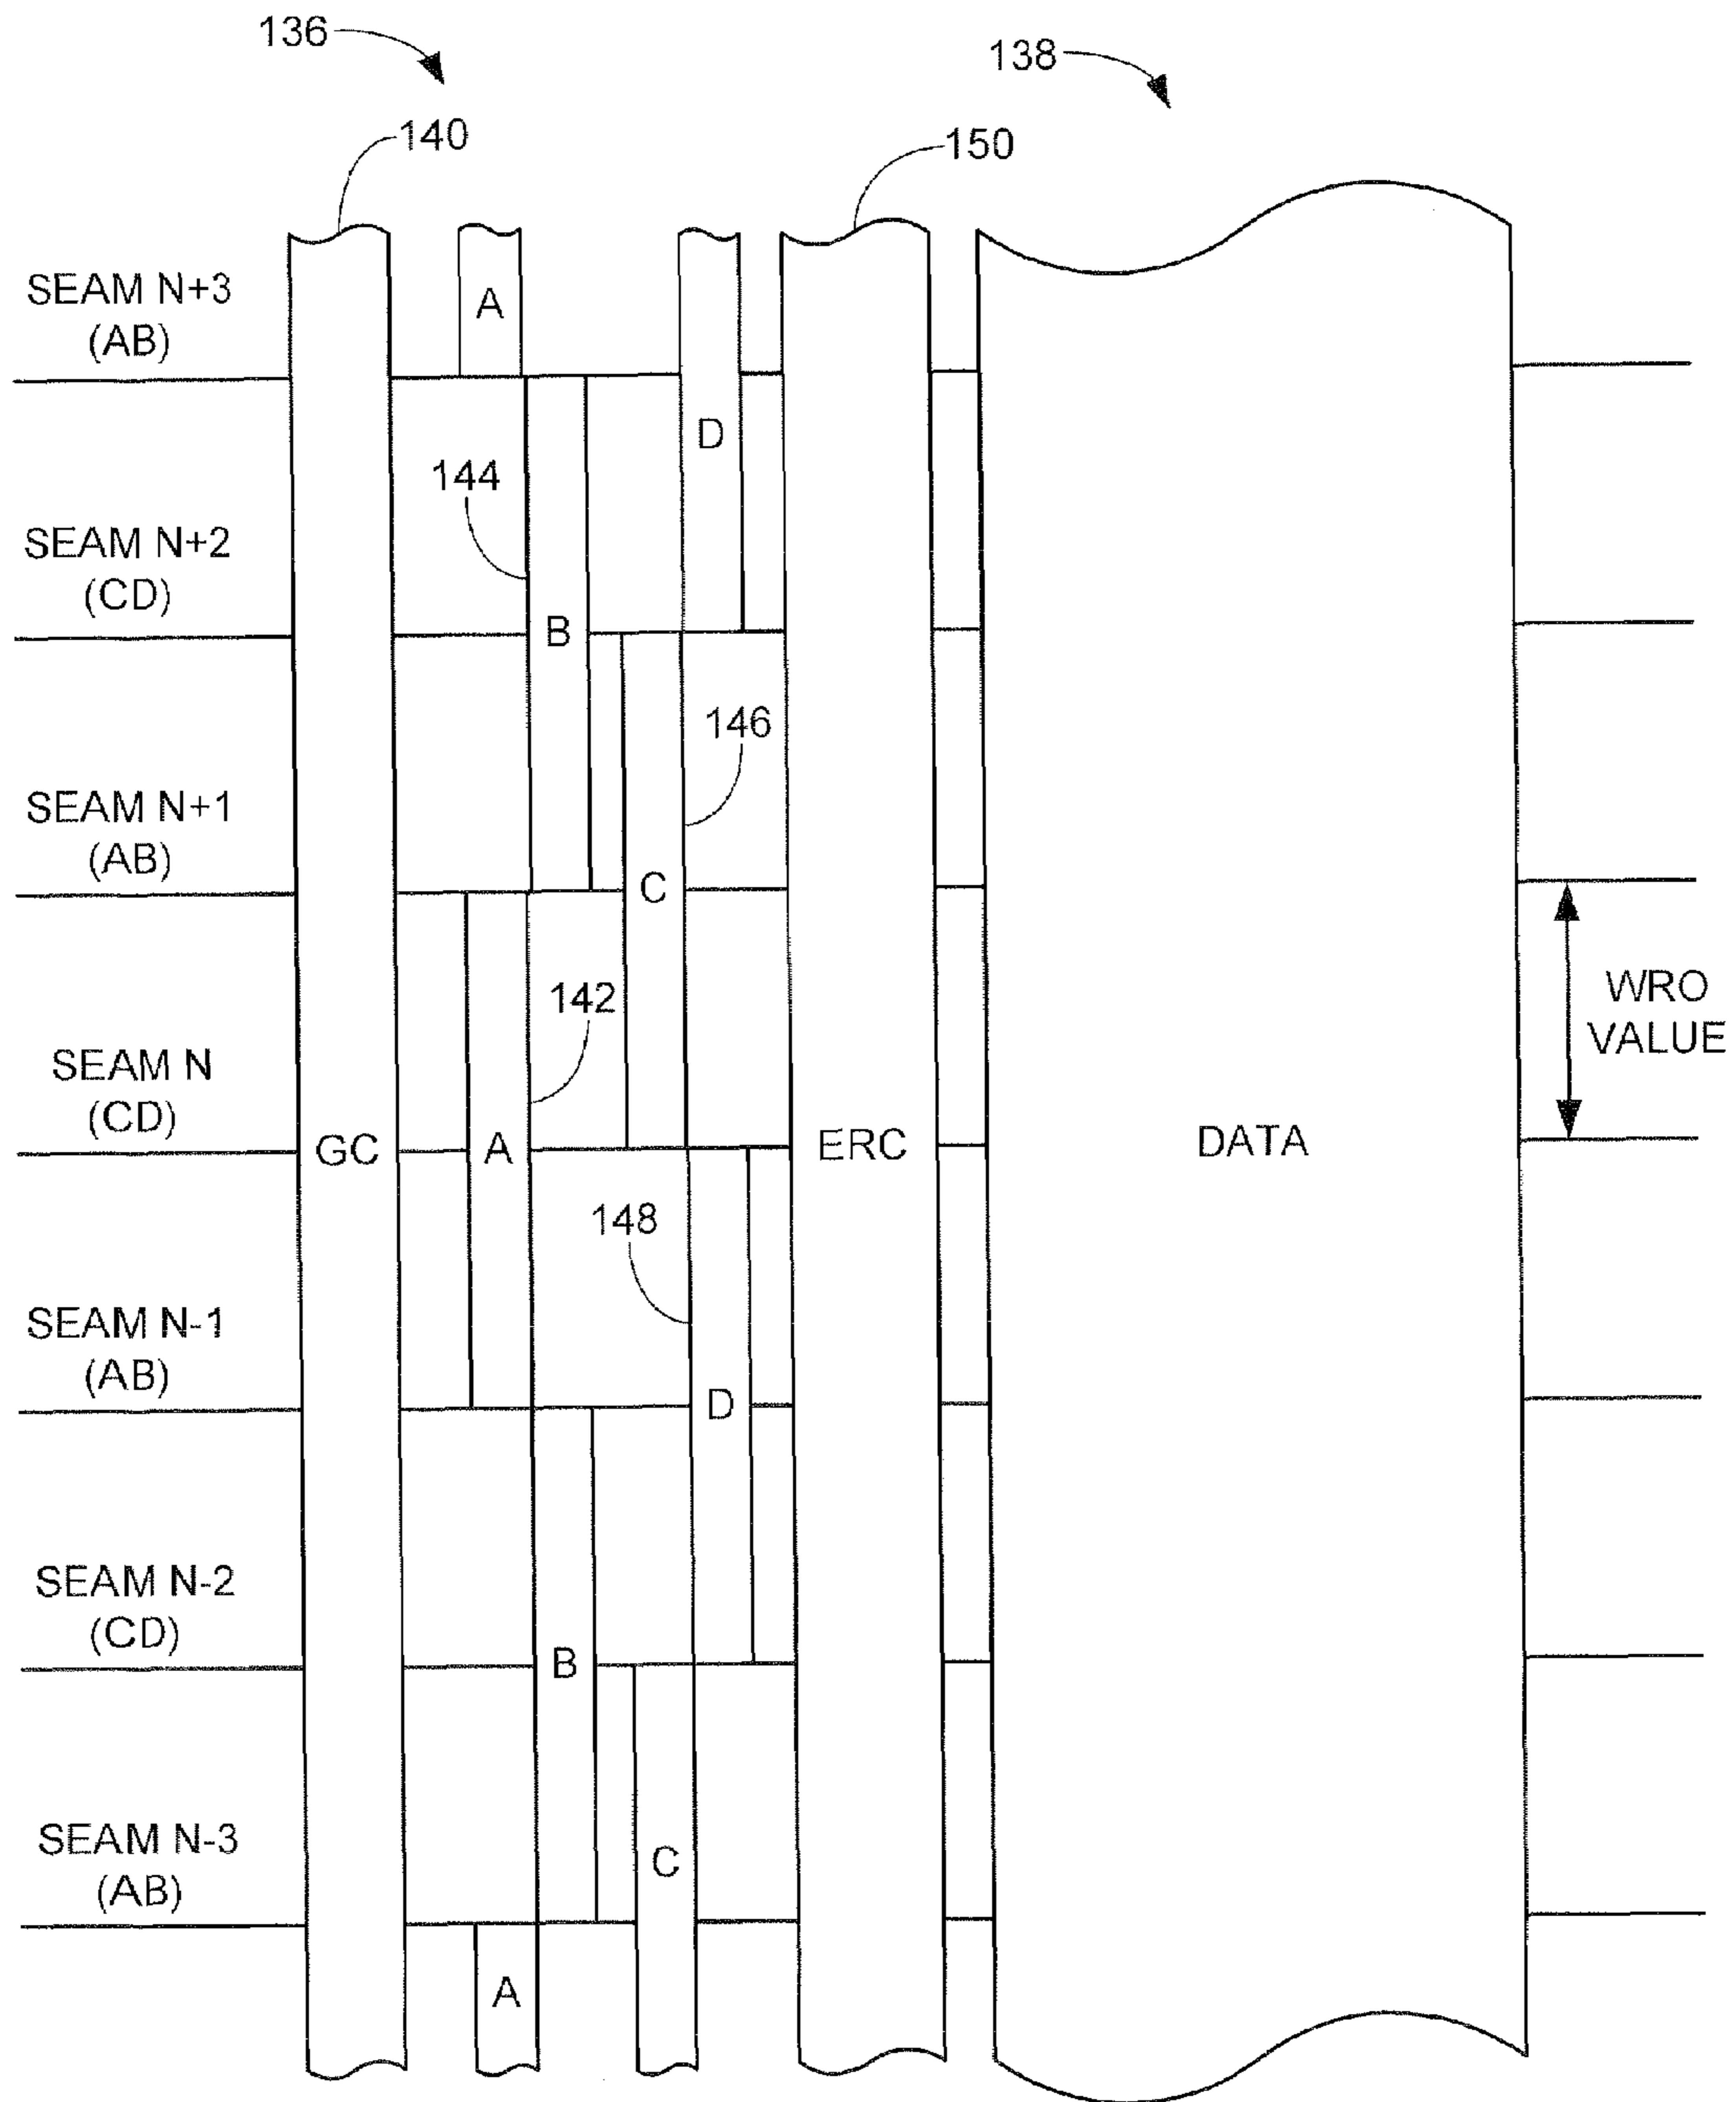 136
138
140
150
SEAM N+3
(AB)
A
D
144
SEAM N+2
(CD)
B
146
SEAM N+1
(AB)
C
142
WRO
VALUE
SEAM N
(CD)
GC
A
ERC
DATA
148
SEAM N-1
(AB)
D
SEAM N-2
(CD)
B
SEAM N-3
(AB)
C
A